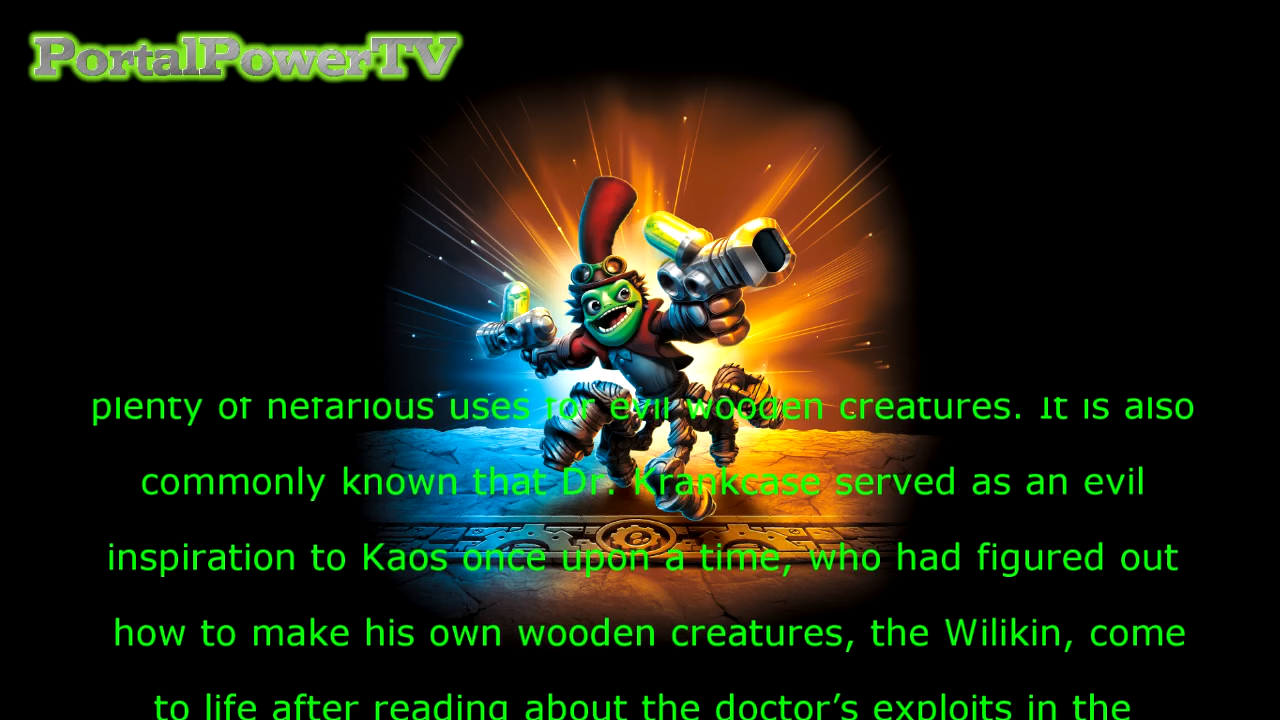 PortalPowerTV
plenty of nefarious uses for evil wooden creatures. It is also
commonly known that Dr. Krankcase served as an evil
inspiration to Kaos once upon a time, who had figured out
how to make his own wooden creatures, the Wilikin, come
to life after reading about the doctor’s exploits in the